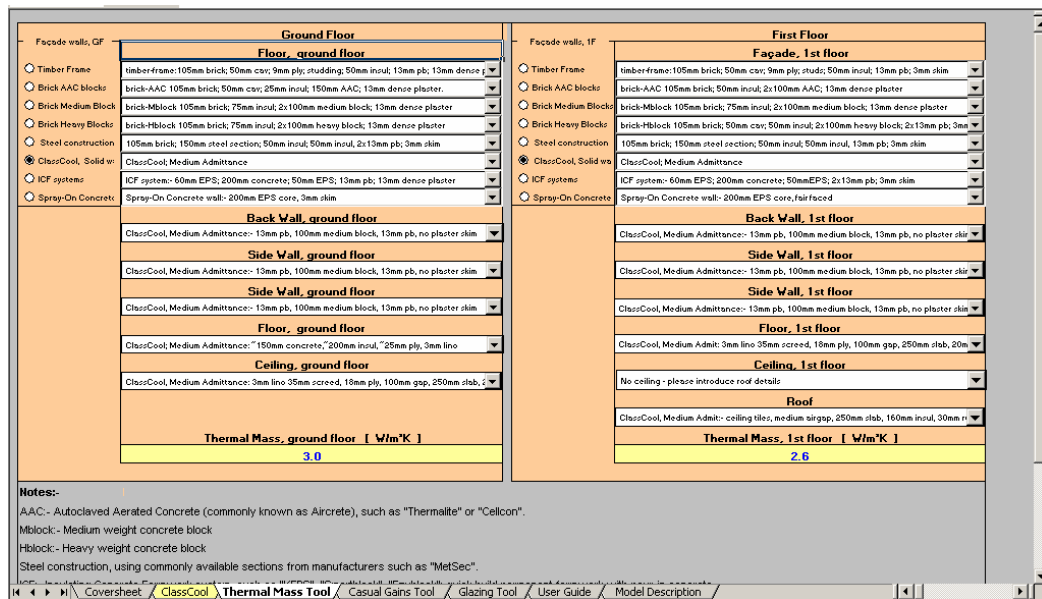 Ground Floor
Façade walls, GF
Floor, ground floor
Timber Frame
timber-frame:105mm brick; 50mm cav; 9mm ply; studding; 50mm insul; 13mm pb; 13mm dense p
Brick AAC blocks
brick-AAC 105mm brick; 50mm cav; 25mm insul; 150mm AAC; 13mm dense plaster.
Brick Medium Block
brick-Mblock 105mm brick; 75mm insul; 2x100mm medium block; 13mm dense plaster
Brick Heavy Blocks
brick-Hblock 105mm brick; 75mm insul; 2x100mm heavy block; 13mm dense plaster
Steel construction
105mm brick; 150mm steel section; 50mm insul; 50mm insul, 2x13mm pb; 3mm skim
ClassCool, Solid w
ClassCool; Medium Admittance
ICF systems
ICF system:- 60mm EPS; 200mm concrete; 50mm EPS; 13mm pb; 13mm dense plaster
Spray-On Concrete
Spray-On Concrete wall:- 200mm EPS core, 3mm skim
Back Wall, ground floor
ClassCool, Medium Admittance:- 13mm pb, 100mm medium block, 13mm pb, no plaster skim
Side Wall, ground floor
ClassCool, Medium Admittance:- 13mm pb, 100mm medium block, 13mm pb, no plaster skim
Side Wall, ground floor
ClassCool, Medium Admittance:- 13mm pb, 100mm medium block, 13mm pb, no plaster skim
Floor, ground floor
ClassCool; Medium Admittance: ~150mm concrete,~200mm insul,~25mm ply, 3mm lino
Ceiling, ground floor
ClassCool, Medium Admittance: 3mm lino 35mm screed, 18mm ply, 100mm gap, 250mm slab, 2
Thermal Mass, ground floor [ W/m²K ]
3.0
First Floor
Façade walls, 1F
Façade, 1st floor
Timber Frame
timber-frame:105mm brick; 50mm cav; 9mm ply; studs; 50mm insul; 13mm pb; 3mm skim
Brick AAC blocks
brick-AAC 105mm brick; 50mm insul; 2x100mm AAC; 13mm dense plaster.
Brick Medium Blocks
brick-Mblock 105mm brick; 75mm insul; 2x100mm medium block; 13mm dense plaster
Brick Heavy Blocks
brick-Hblock 105mm brick; 50mm cav; 50mm insul; 2x100mm heavy block; 2x13mm pb; 3mm
Steel construction
105mm brick; 150mm steel section; 50mm insul; 50mm insul, 13mm pb; 3mm skim
ClassCool, Solid wa
ClassCool; Medium Admittance
ICF systems
ICF system:- 60mm EPS; 200mm concrete; 50mmEPS; 2x13mm pb; 3mm skim
Spray-On Concrete
Spray-On Concrete wall:- 200mm EPS core, fairfaced
Back Wall, 1st floor
ClassCool, Medium Admittance:- 13mm pb, 100mm medium block, 13mm pb, no plaster skir
Side Wall, 1st floor
ClassCool, Medium Admittance:- 13mm pb, 100mm medium block, 13mm pb, no plaster skir
Side Wall, 1st floor
ClassCool, Medium Admittance:- 13mm pb, 100mm medium block, 13mm pb, no plaster skir
Floor, 1st floor
ClassCool, Medium Admit: 3mm lino 35mm screed, 18mm ply, 100mm gap, 250mm slab, 20m
Ceiling, 1st floor
No ceiling - please introduce roof details
Roof
ClassCool, Medium Admit:- ceiling tiles, medium airgap, 250mm slab, 160mm insul, 30mm r
Thermal Mass, 1st floor [ W/m²K ]
2.6
Notes:-
AAC:- Autoclaved Aerated Concrete (commonly known as Aircrete), such as "Thermalite" or "Cellcon".
Mblock:- Medium weight concrete block
Hblock:- Heavy weight concrete block
Steel construction, using commonly available sections from manufacturers such as "MetSec".
Coversheet ClassCool Thermal Mass Tool Casual Gains Tool Glazing Tool User Guide Model Description